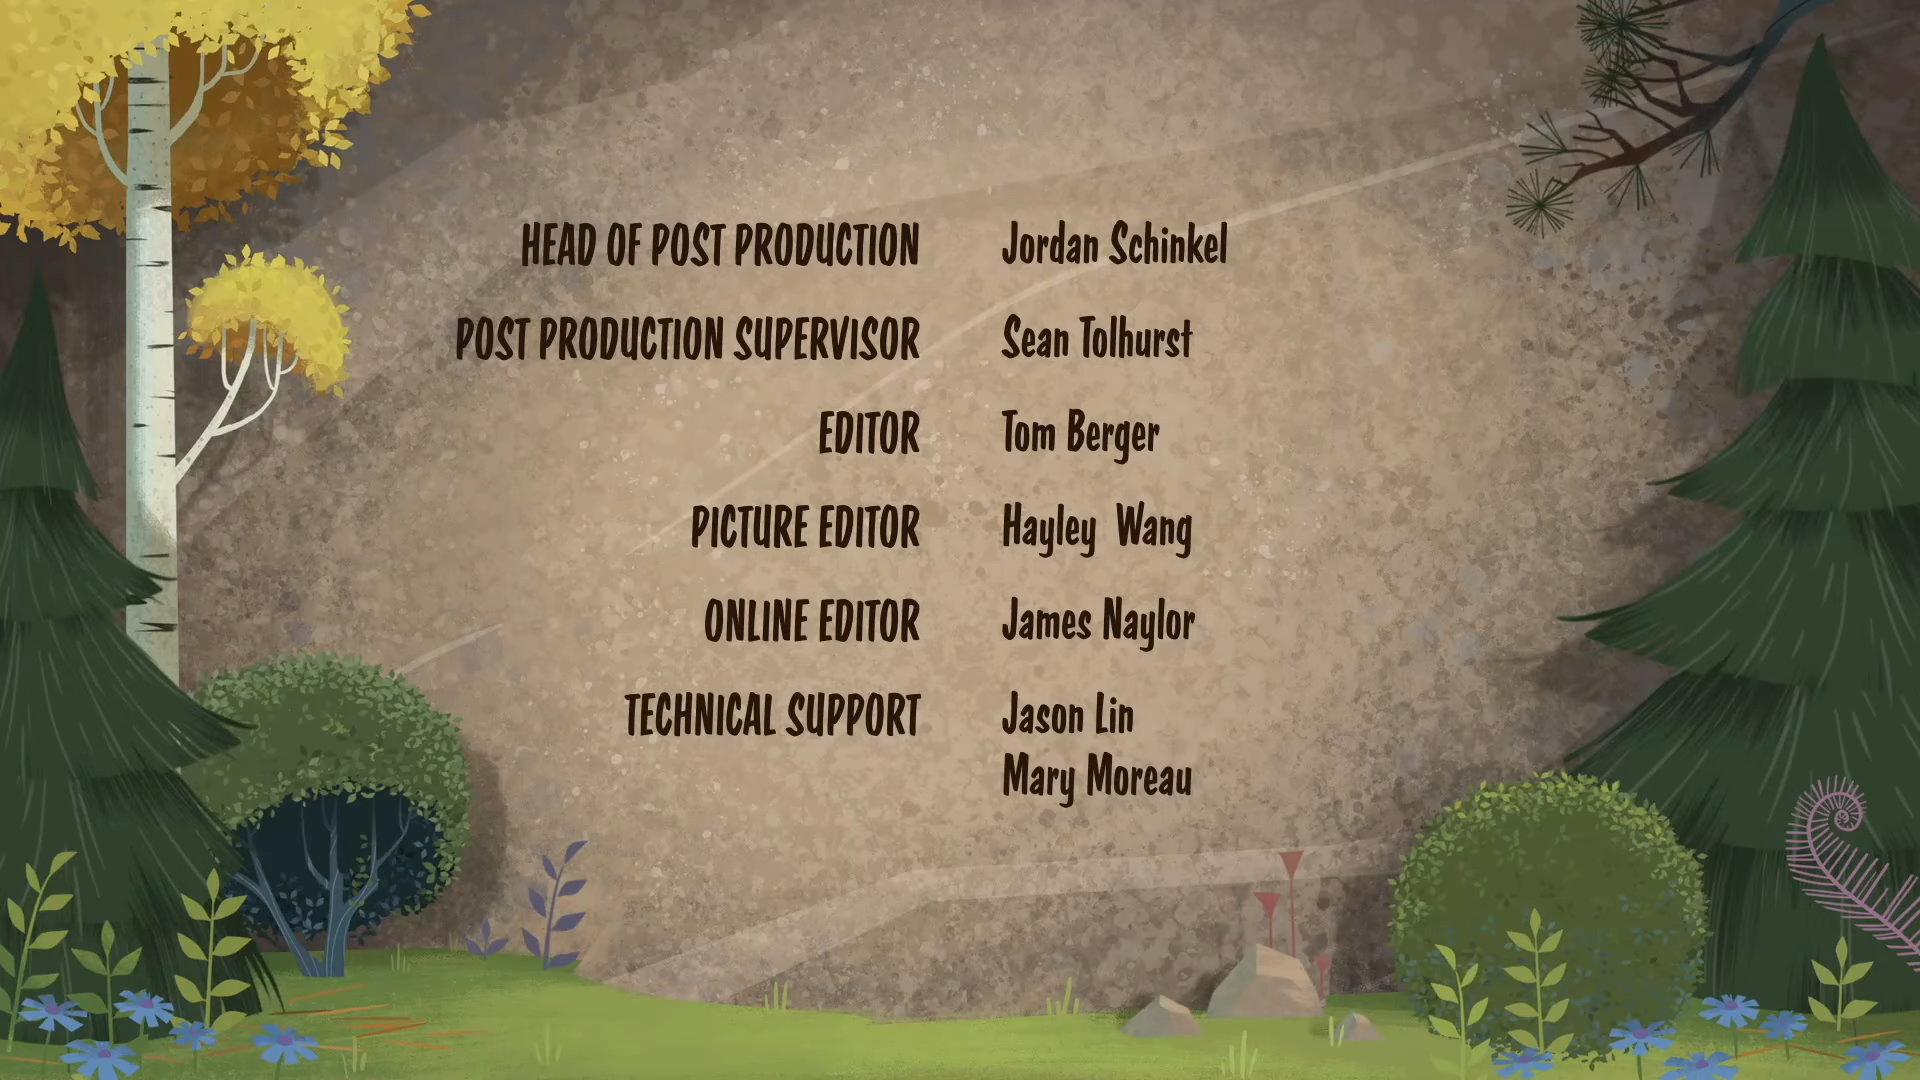 HEAD OF POST PRODUCTION Jordan Schinkel
POST PRODUCTION SUPERVISOR Sean Tolhurst
EDITOR Tom Berger
PICTURE EDITOR Hayley Wang
ONLINE EDITOR James Naylor
TECHNICAL SUPPORT Jason Lin
Mary Moreau